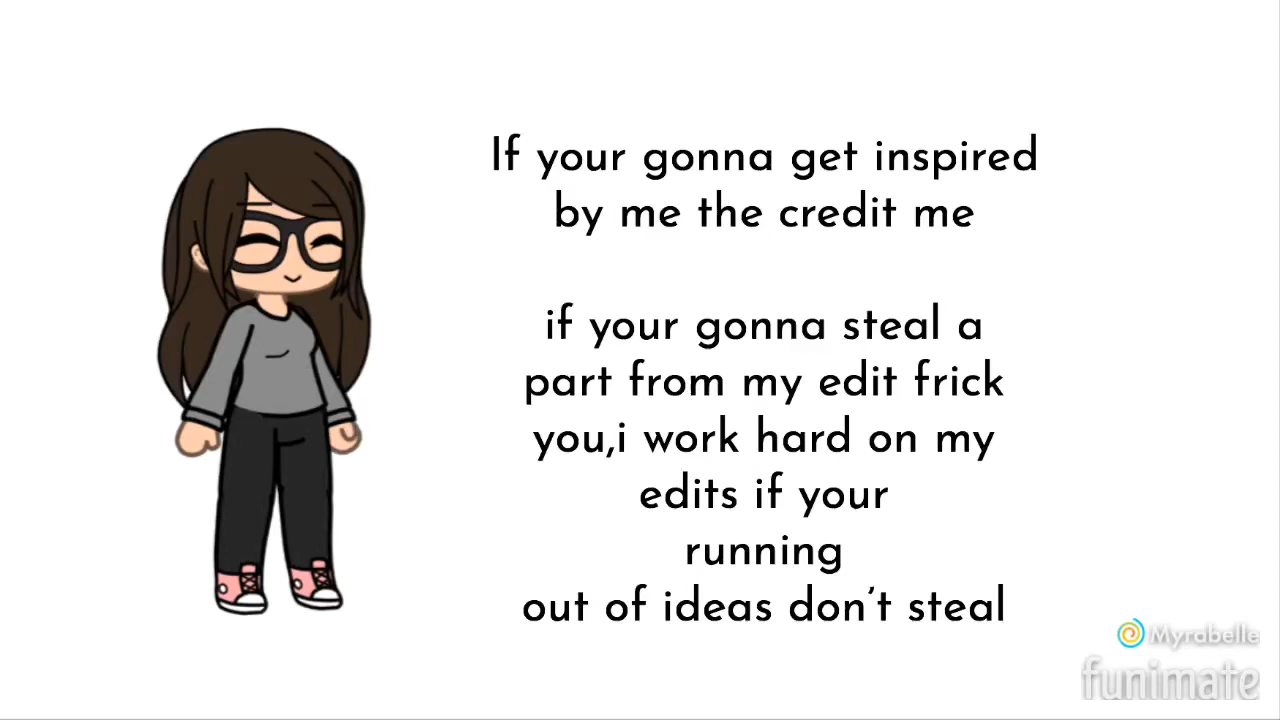 If your gonna get inspired
by me the credit me
if your gonna steal a
part from my edit frick
you,i work hard on my
edits if your
running
out of ideas don't steal
Myrabelle
funimate